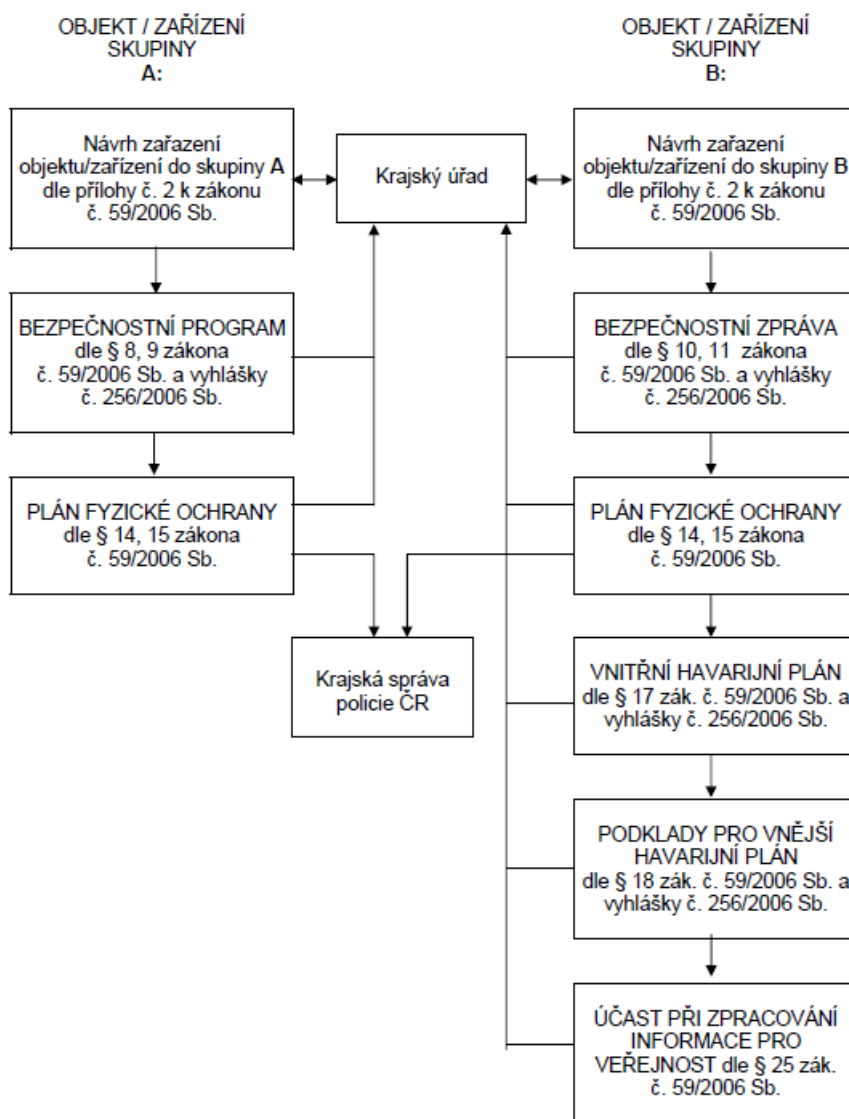 OBJEKT / ZAŘÍZENÍ
SKUPINY
A:
OBJEKT / ZAŘÍZENÍ
SKUPINY
B:
Návrh zařazení
objektu/zařízení do skupiny A
dle přílohy č. 2 k zákonu
č. 59/2006 Sb.
Krajský úřad
Návrh zařazení
objektu/zařízení do skupiny B
dle přílohy č. 2 k zákonu
č. 59/2006 Sb.
BEZPEČNOSTNÍ PROGRAM
dle § 8, 9 zákona
č. 59/2006 Sb. a vyhlášky
č. 256/2006 Sb.
BEZPEČNOSTNÍ ZPRÁVA
dle § 10, 11 zákona
č. 59/2006 Sb. a vyhlášky
č. 256/2006 Sb.
PLÁN FYZICKÉ OCHRANY
dle § 14, 15 zákona
č. 59/2006 Sb.
PLÁN FYZICKÉ OCHRANY
dle § 14, 15 zákona
č. 59/2006 Sb.
Krajská správa
policie ČR
VNITŘNÍ HAVARIJNÍ PLÁN
dle § 17 zák. č. 59/2006 Sb. a
vyhlášky č. 256/2006 Sb.
PODKLADY PRO VNĚJŠÍ
HAVARIJNÍ PLÁN
dle § 18 zák. č. 59/2006 Sb. a
vyhlášky č. 256/2006 Sb.
ÚČAST PŘI ZPRACOVÁNÍ
INFORMACE PRO
VEŘEJNOST dle § 25 zák.
č. 59/2006 Sb.